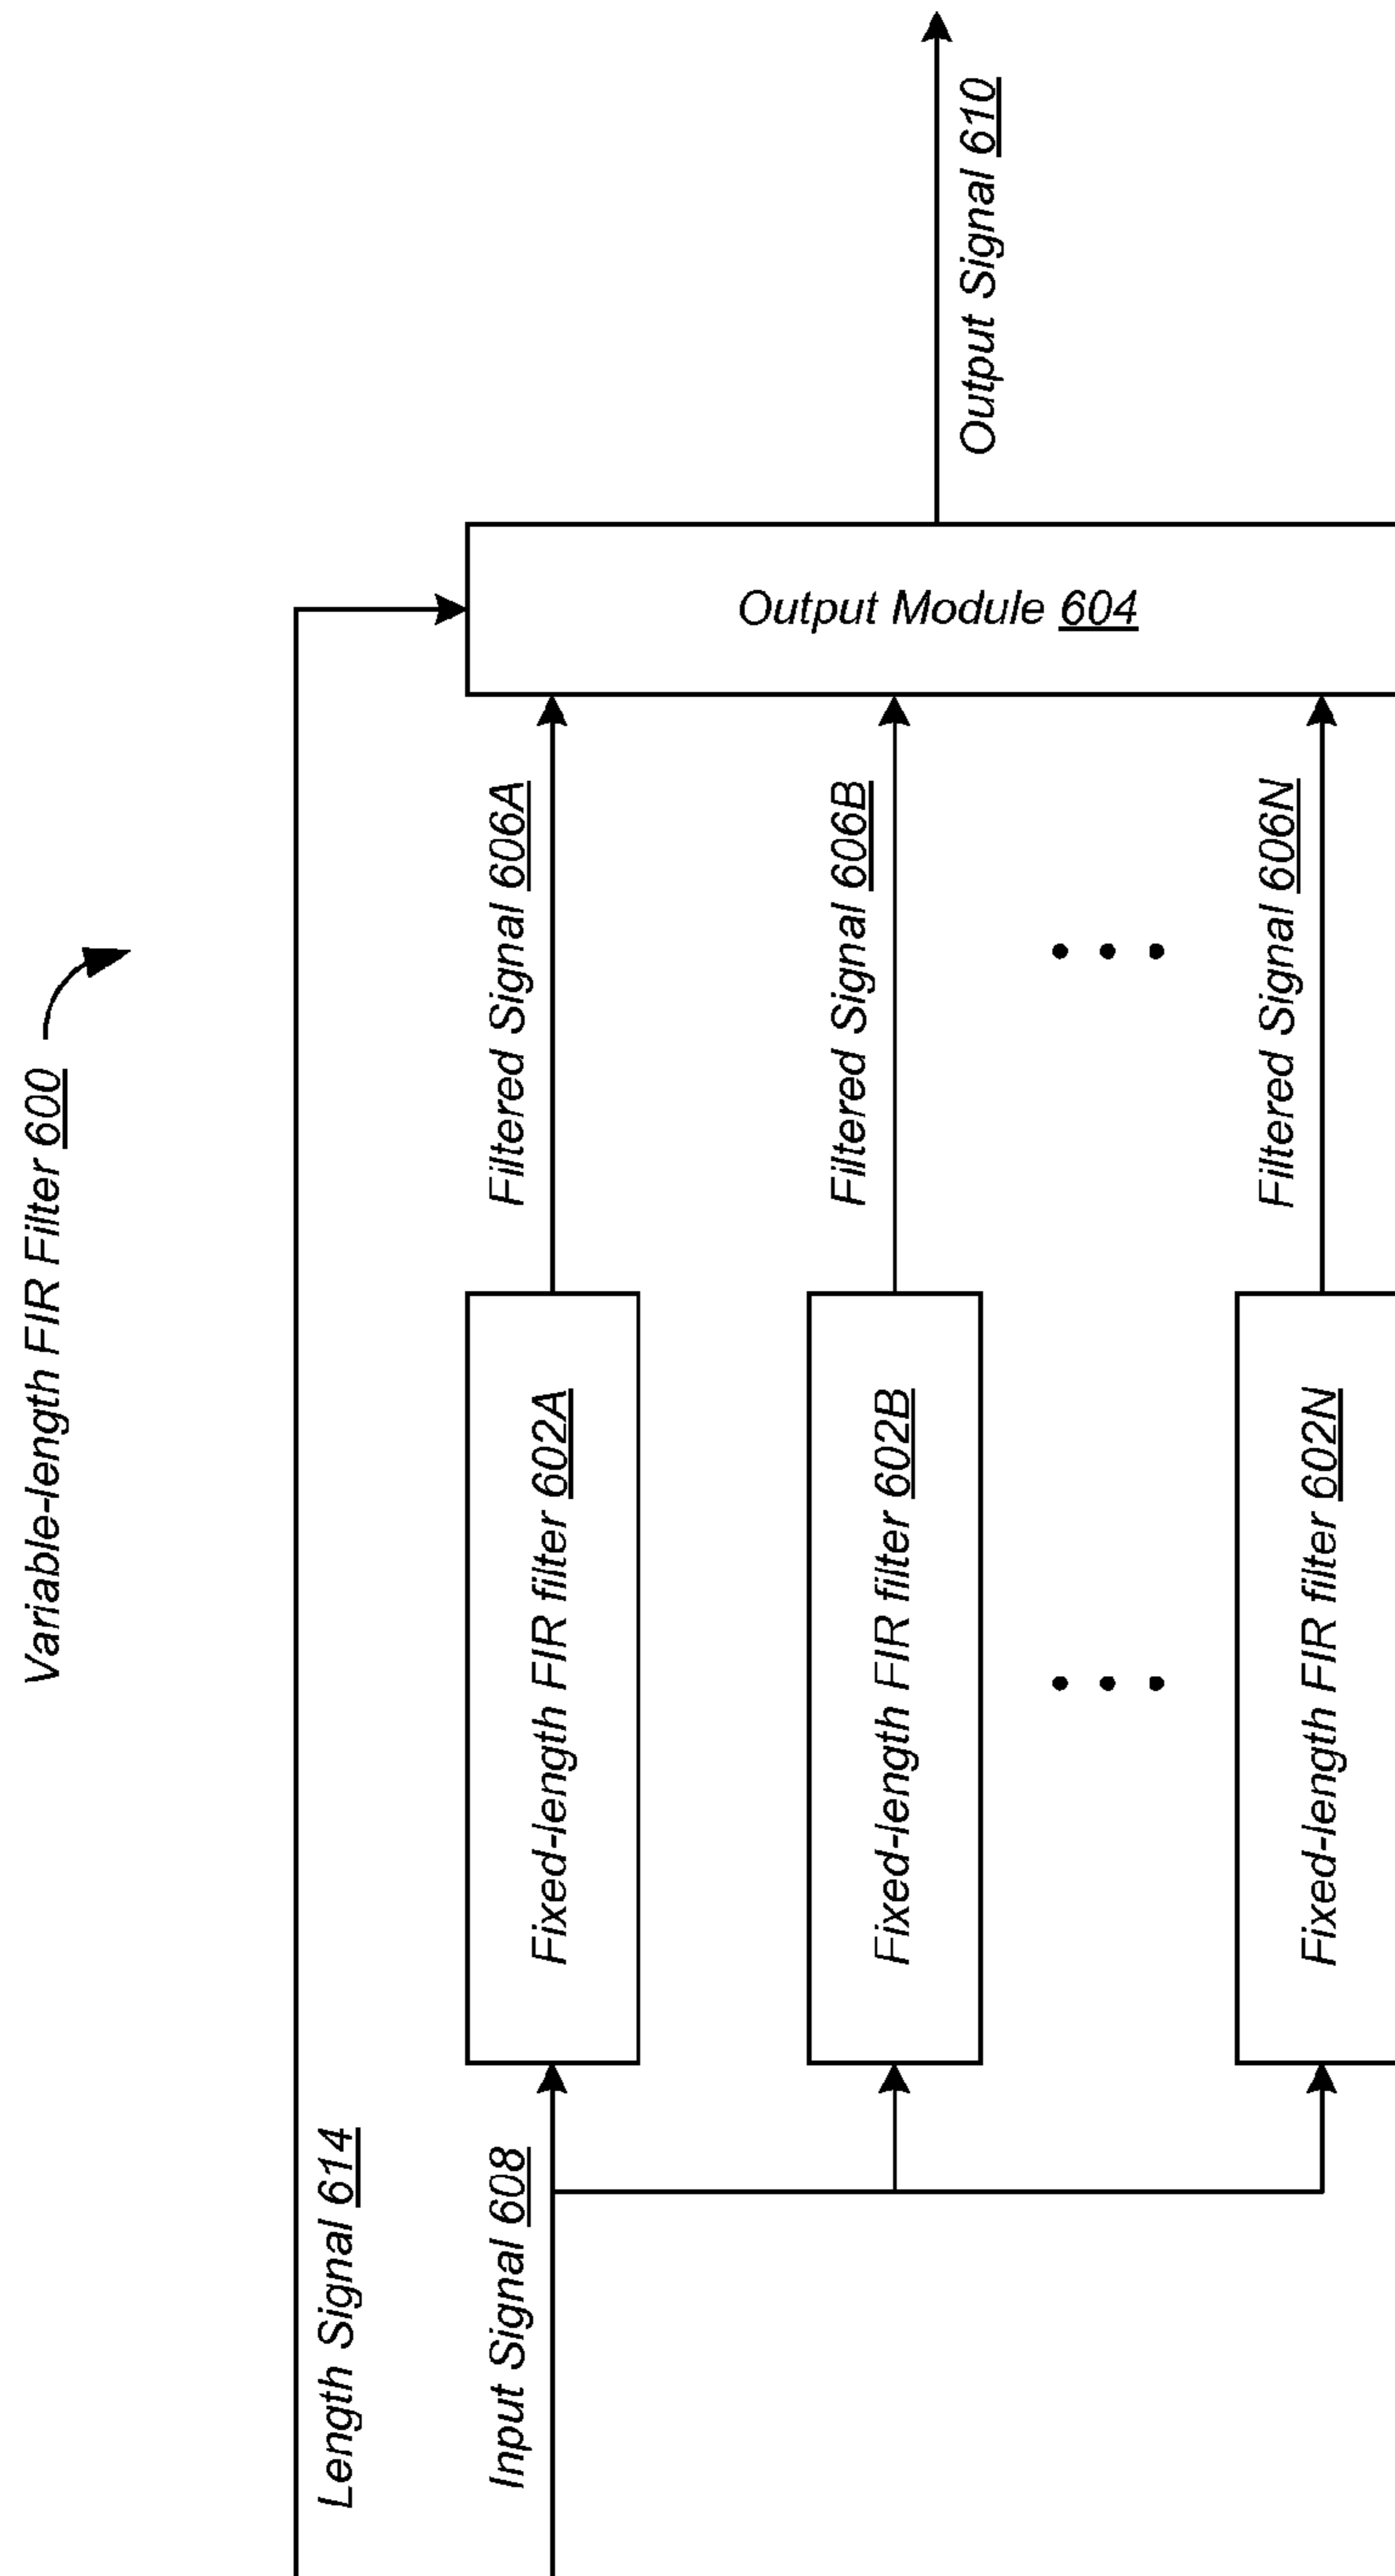 Variable-length FIR Filter 600
Length Signal 614
Input Signal 608
Fixed-length FIR filter 602A
Filtered Signal 606A
Fixed-length FIR filter 602B
Filtered Signal 606B
Fixed-length FIR filter 602N
Filtered Signal 606N
Output Module 604
Output Signal 610